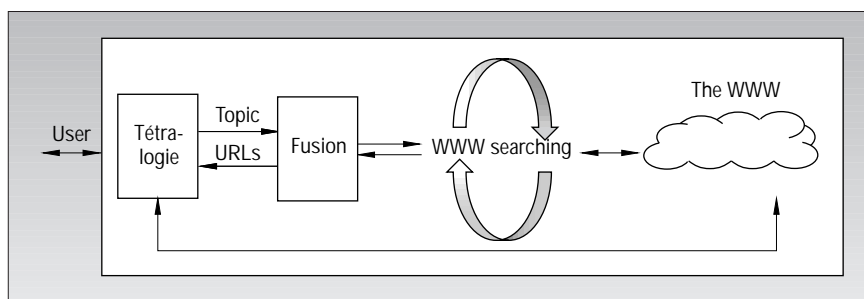 User
Tétra-
logie
Topic
URLs
Fusion
WWW searching
The WWW